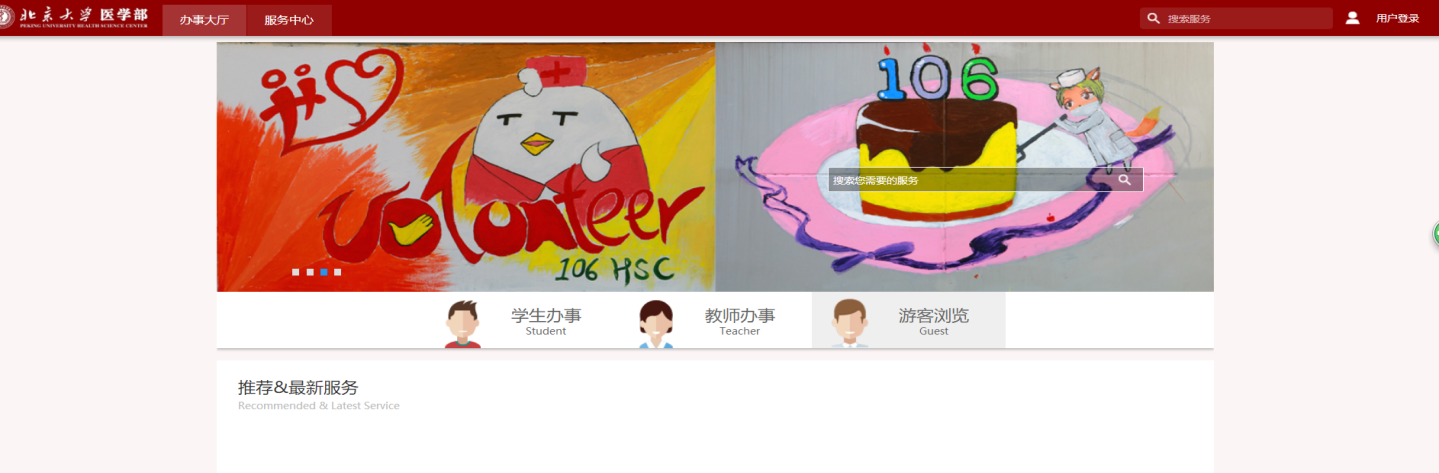 北京大学 医学部
PEKING UNIVERSITY HEALTH SCIENCE CENTER
办事大厅
服务中心
搜索服务
用户登录
volunteer
106 HSC
106
搜索您需要的服务
学生办事
Student
教师办事
Teacher
游客浏览
Guest
推荐&最新服务
Recommended & Latest Service